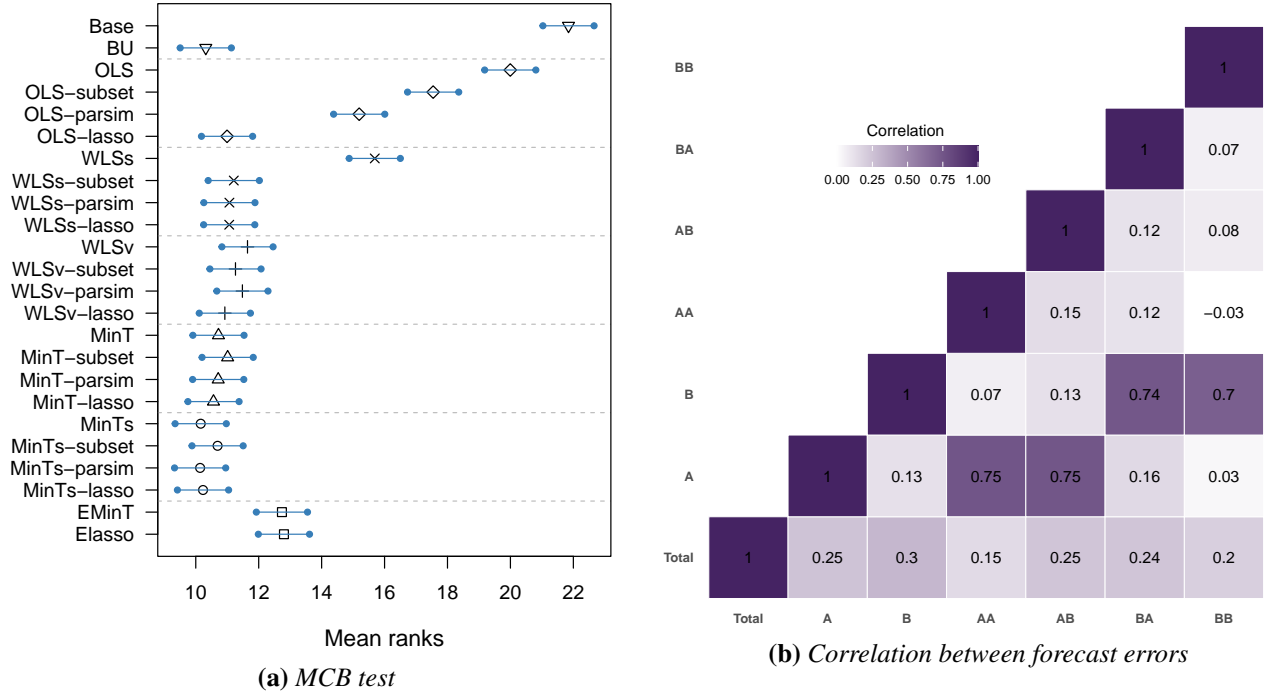 Base
BU
OLS
OLS−subset
OLS−parsim
OLS−lasso
WLSs
WLSs−subset
WLSs−parsim
WLSs−lasso
WLSv
WLSv−subset
WLSv−parsim
WLSv−lasso
MinT
MinT−subset
MinT−parsim
MinT−lasso
MinTs
MinTs−subset
MinTs−parsim
MinTs−lasso
EMinT
Elasso
10 12 14 16 18 20 22
Mean ranks
(a) MCB test
Correlation
0.00 0.25 0.50 0.75 1.00
BB 1
BA 1 0.07
AB 1 0.12 0.08
AA 1 0.15 0.12 −0.03
B 1 0.07 0.13 0.74 0.7
A 1 0.13 0.75 0.75 0.16 0.03
Total 1 0.25 0.3 0.15 0.25 0.24 0.2
Total A B AA AB BA BB
(b) Correlation between forecast errors